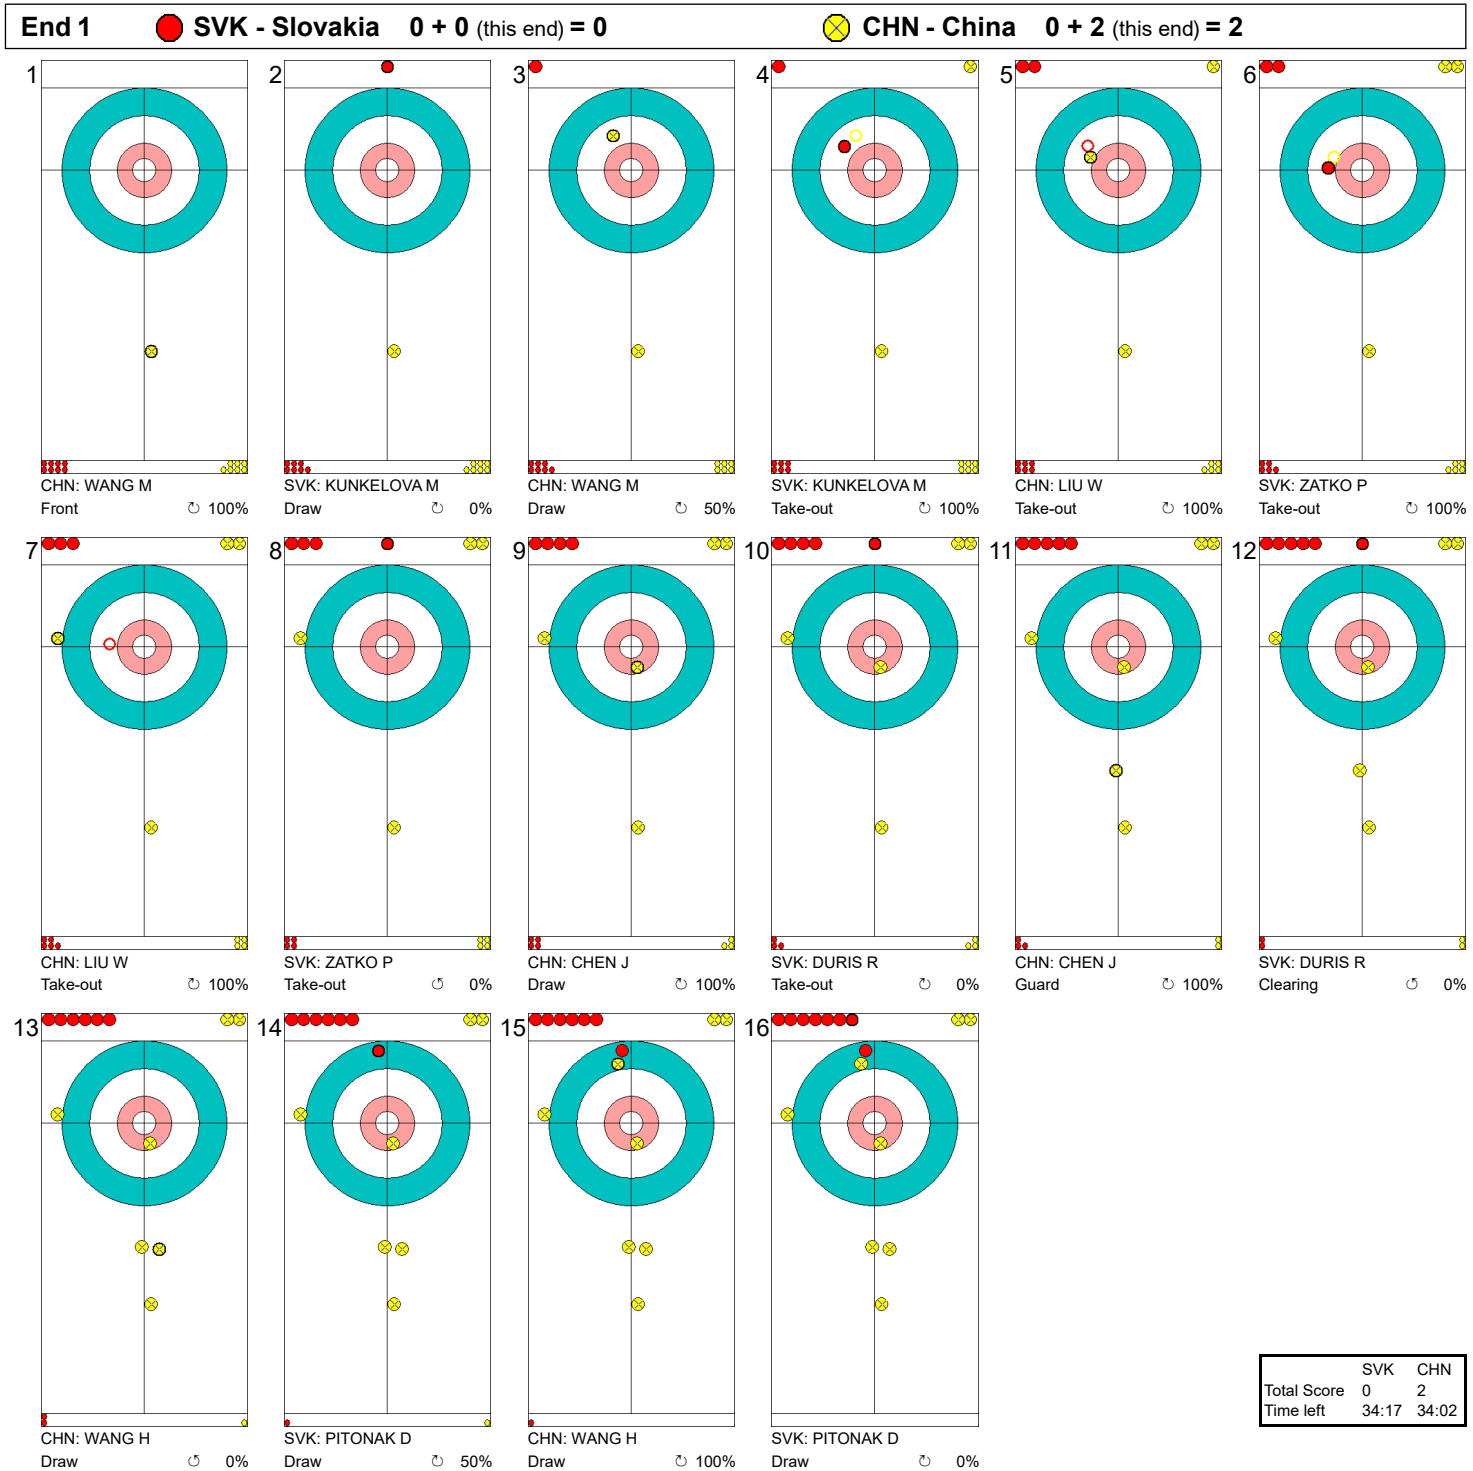 End 1 SVK - Slovakia 0 + 0 (this end) = 0 CHN - China 0 + 2 (this end) = 2
1 2 3 4 5 6
CHN: WANG M SVK: KUNKELOVA M CHN: WANG M SVK: KUNKELOVA M CHN: LIU W SVK: ZATKO P
Front ↻ 100% Draw ↻ 0% Draw ↻ 50% Take-out ↻ 100% Take-out ↻ 100% Take-out ↻ 100%
7 8 9 10 11 12
CHN: LIU W SVK: ZATKO P CHN: CHEN J SVK: DURIS R CHN: CHEN J SVK: DURIS R
Take-out ↻ 100% Take-out ↺ 0% Draw ↻ 100% Take-out ↻ 0% Guard ↻ 100% Clearing ↺ 0%
13 14 15 16
CHN: WANG H SVK: PITONAK D CHN: WANG H SVK: PITONAK D
Draw ↺ 0% Draw ↻ 50% Draw ↻ 100% Draw ↻ 0%
SVK CHN
Total Score 0 2
Time left 34:17 34:02